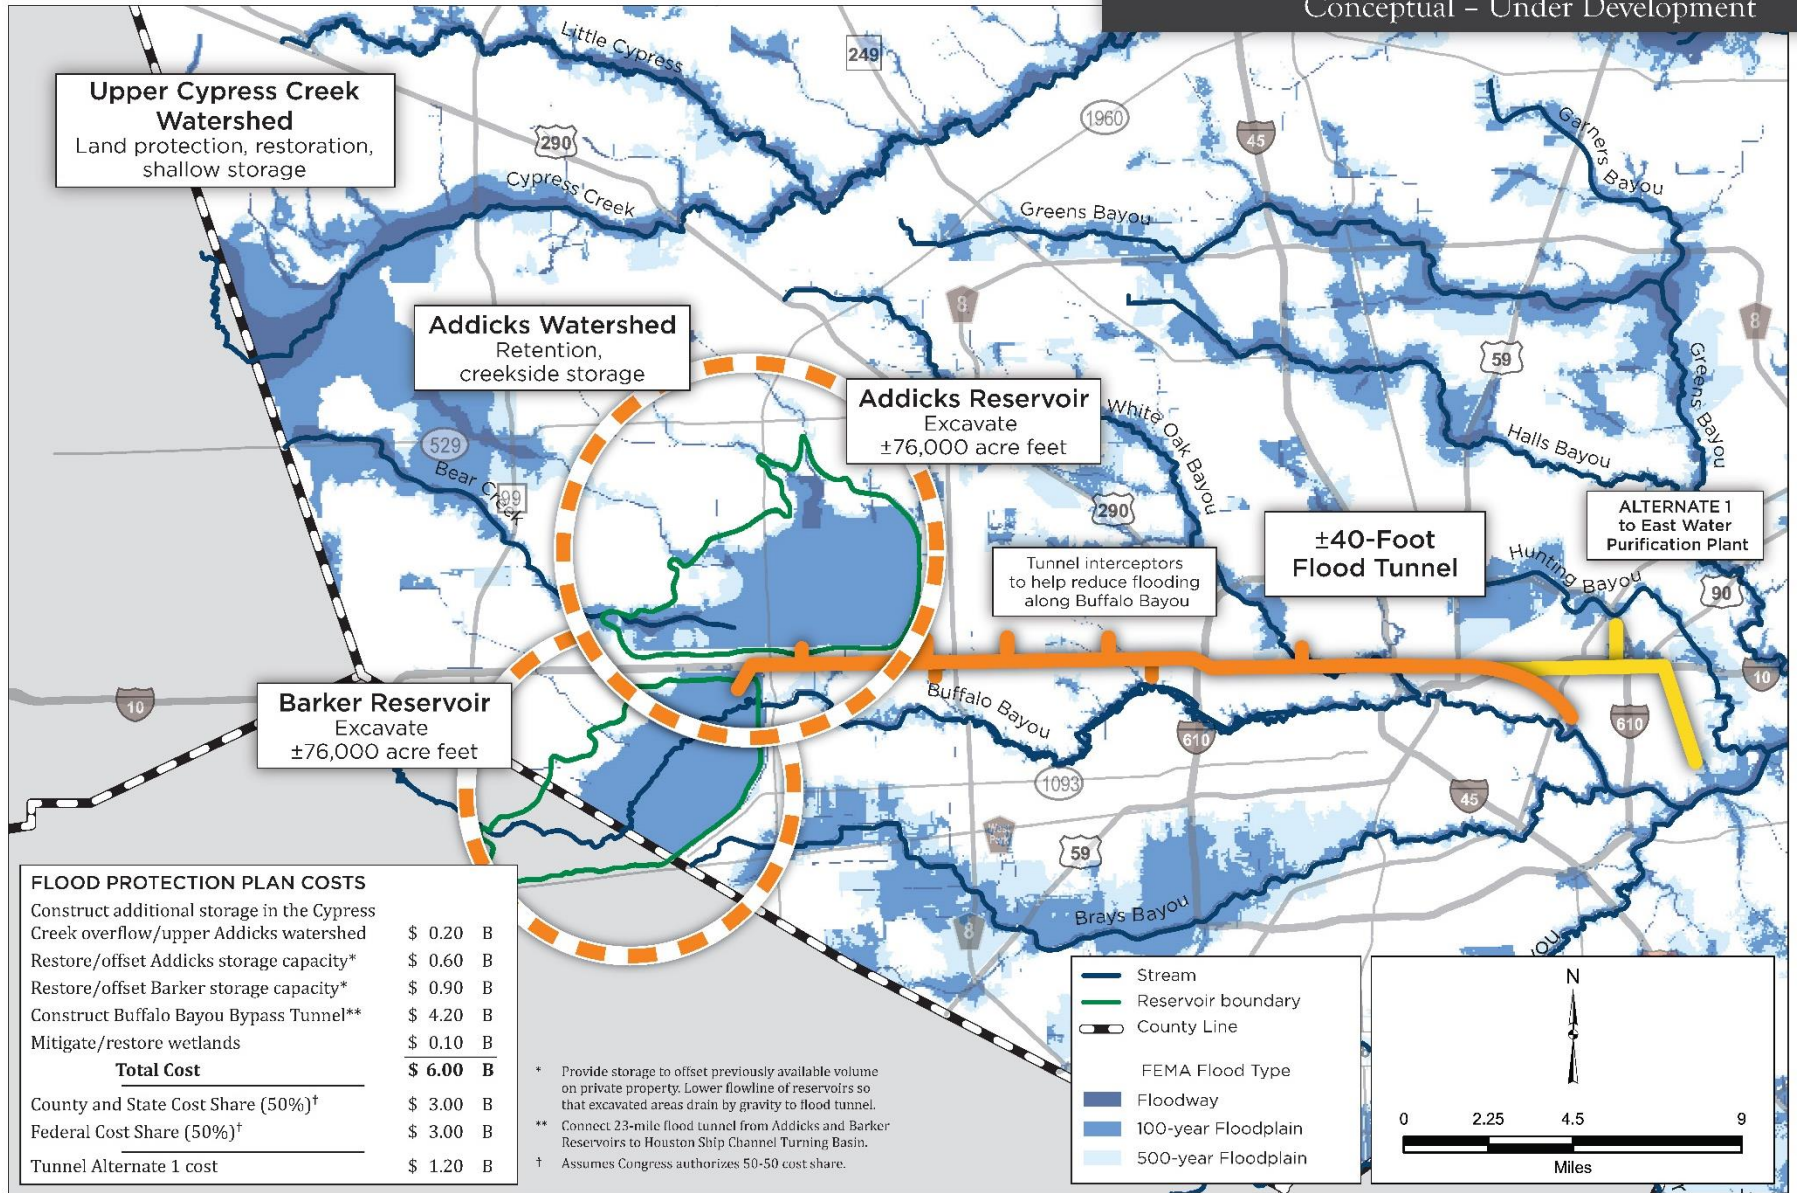 Conceptual – Under Development
Little Cypress
249
Upper Cypress Creek
Watershed
Land protection, restoration,
shallow storage
290
1960
45
Garners
Bayou
Cypress Creek
Greens Bayou
8
8
Addicks Watershed
Retention,
creekside storage
59
Greens Bayou
Addicks Reservoir
Excavate
±76,000 acre feet
White Oak Bayou
Halls Bayou
529
Bear Creek
99
290
ALTERNATE 1
to East Water
Purification Plant
±40-Foot
Flood Tunnel
Tunnel interceptors
to help reduce flooding
along Buffalo Bayou
Hunting Bayou
90
10
10
Barker Reservoir
Excavate
±76,000 acre feet
Buffalo Bayou
610
610
1093
45
59
Brays Bayou
8
FLOOD PROTECTION PLAN COSTS
Construct additional storage in the Cypress
Creek overflow/upper Addicks watershed $ 0.20 B
Restore/offset Addicks storage capacity* $ 0.60 B
Restore/offset Barker storage capacity* $ 0.90 B
Construct Buffalo Bayou Bypass Tunnel** $ 4.20 B
Mitigate/restore wetlands $ 0.10 B
Total Cost $ 6.00 B
County and State Cost Share (50%)† $ 3.00 B
Federal Cost Share (50%)† $ 3.00 B
Tunnel Alternate 1 cost $ 1.20 B
* Provide storage to offset previously available volume
on private property. Lower flowline of reservoirs so
that excavated areas drain by gravity to flood tunnel.
** Connect 23-mile flood tunnel from Addicks and Barker
Reservoirs to Houston Ship Channel Turning Basin.
† Assumes Congress authorizes 50-50 cost share.
Stream
Reservoir boundary
County Line
FEMA Flood Type
Floodway
100-year Floodplain
500-year Floodplain
N
0 2.25 4.5 9
Miles